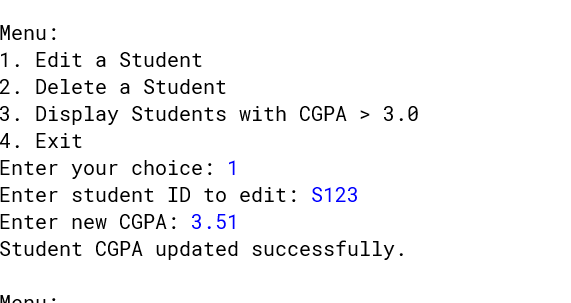 Menu:
1. Edit a Student
2. Delete a Student
3. Display Students with CGPA > 3.0
4. Exit
Enter your choice: 1
Enter student ID to edit: S123
Enter new CGPA: 3.51
Student CGPA updated successfully.
Menu: